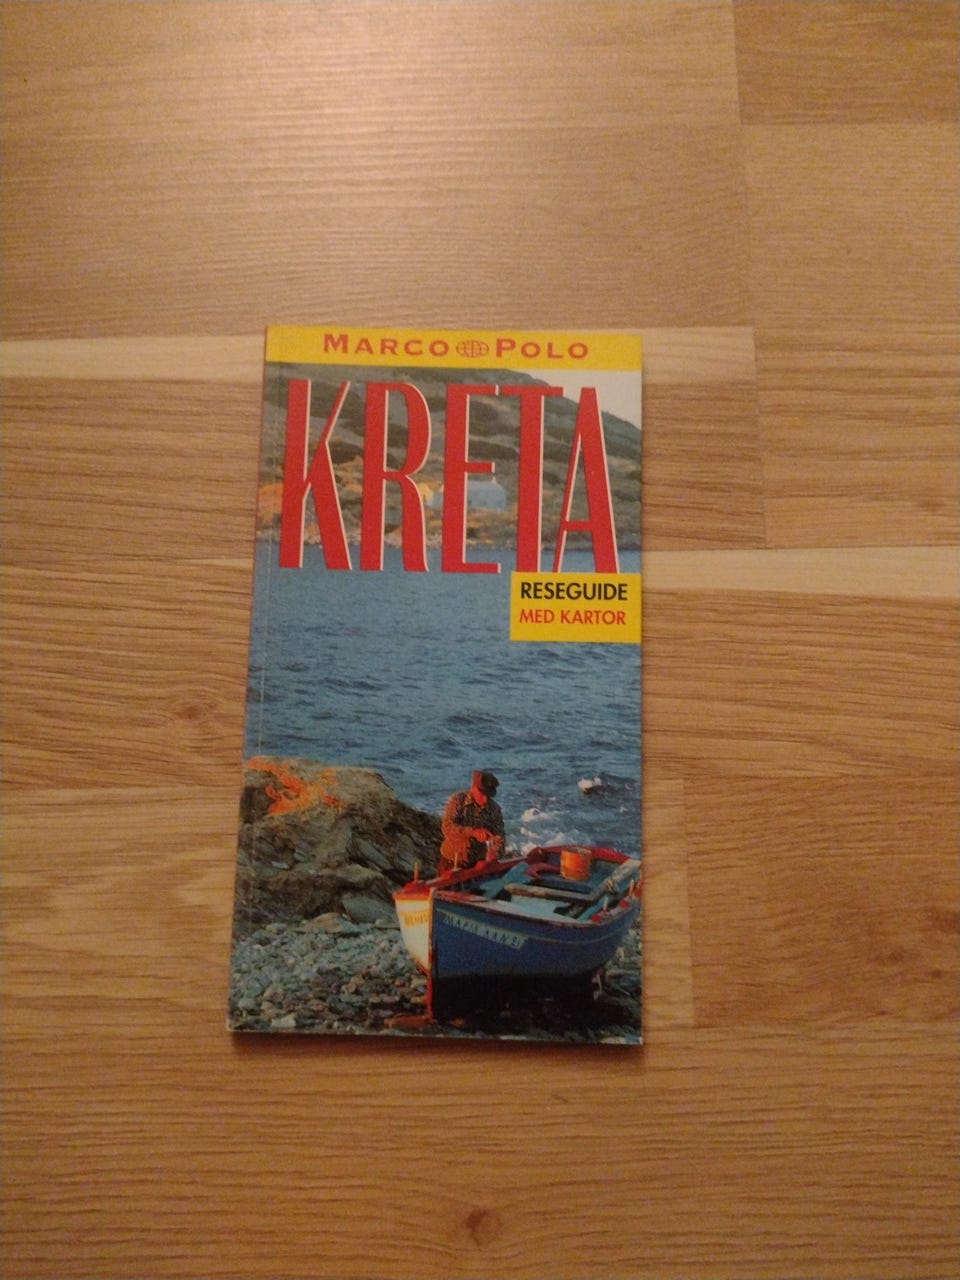 MARCO POLO
KRETA
RESEGUIDE
MED KARTOR